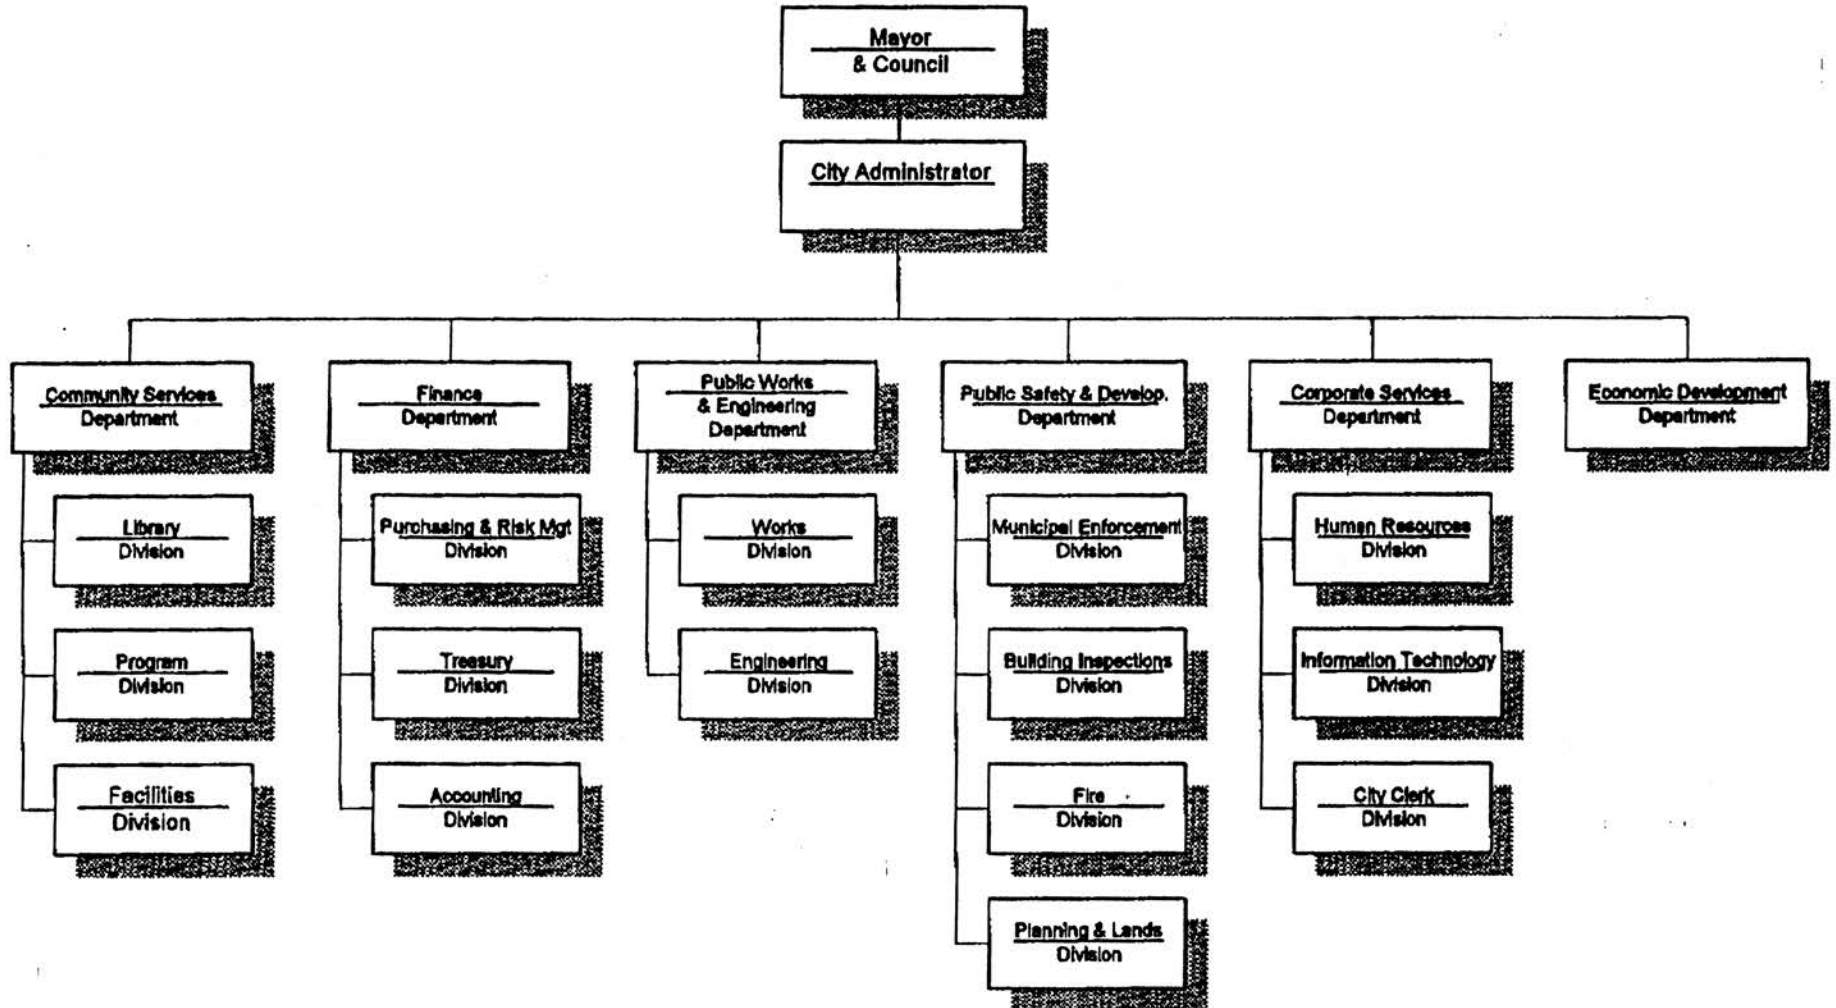 Mayor
& Council
City Administrator
Community Services
Department
Finance
Department
Public Works
& Engineering
Department
Public Safety & Develop.
Department
Corporate Services
Department
Economic Development
Department
Library
Division
Program
Division
Facilities
Division
Purchasing & Risk Mgt
Division
Treasury
Division
Accounting
Division
Works
Division
Engineering
Division
Municipal Enforcement
Division
Building Inspections
Division
Fire
Division
Planning & Lands
Division
Human Resources
Division
Information Technology
Division
City Clerk
Division